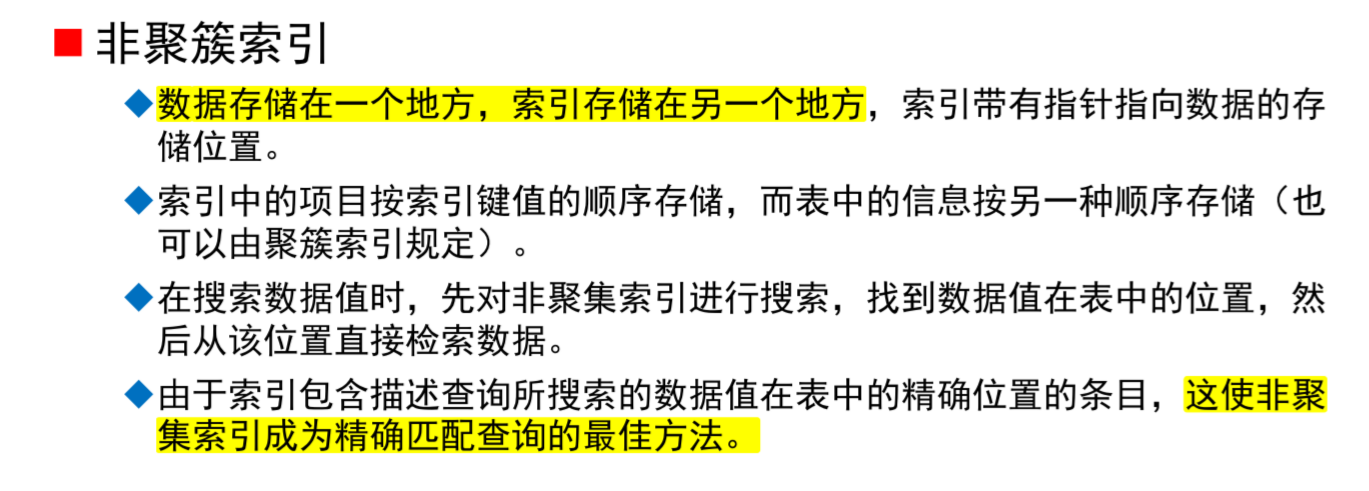 非聚簇索引
数据存储在一个地方，索引存储在另一个地方，索引带有指针指向数据的存
储位置。
索引中的项目按索引键值的顺序存储，而表中的信息按另一种顺序存储（也
可以由聚簇索引规定）。
在搜索数据值时，先对非聚集索引进行搜索，找到数据值在表中的位置，然
后从该位置直接检索数据。
由于索引包含描述查询所搜索的数据值在表中的精确位置的条目，这使非聚
集索引成为精确匹配查询的最佳方法。